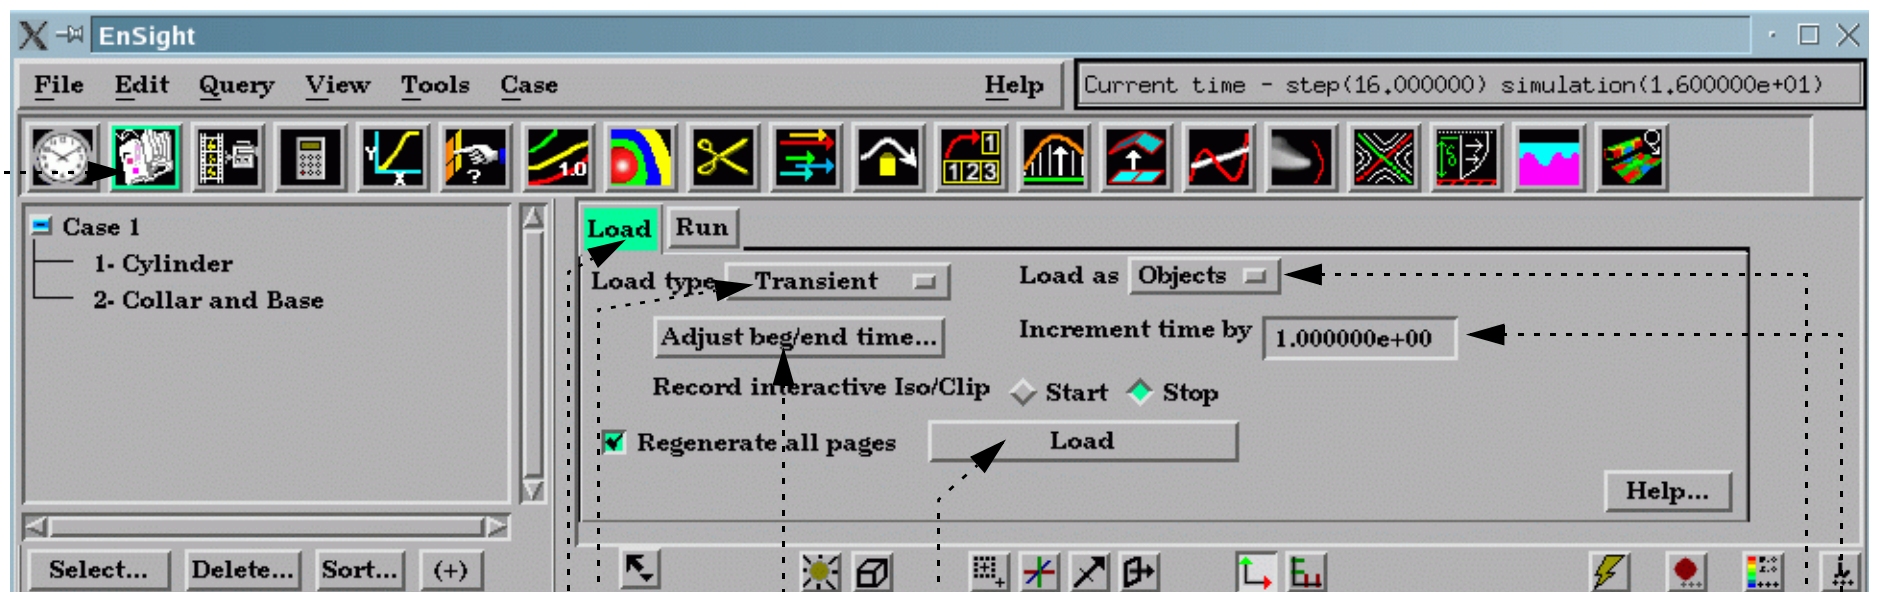 EnSight
File Edit Query View Tools Case Help
Current time - step(16.000000) simulation(1.600000e+01)
Y X ? 1.0 1 123
Case 1
1- Cylinder
2- Collar and Base
Load Run
Load type Transient Load as Objects
Adjust beg/end time... Increment time by 1.000000e+00
Record interactive Iso/Clip Start Stop
Regenerate all pages Load
Help...
Select... Delete... Sort... (+)